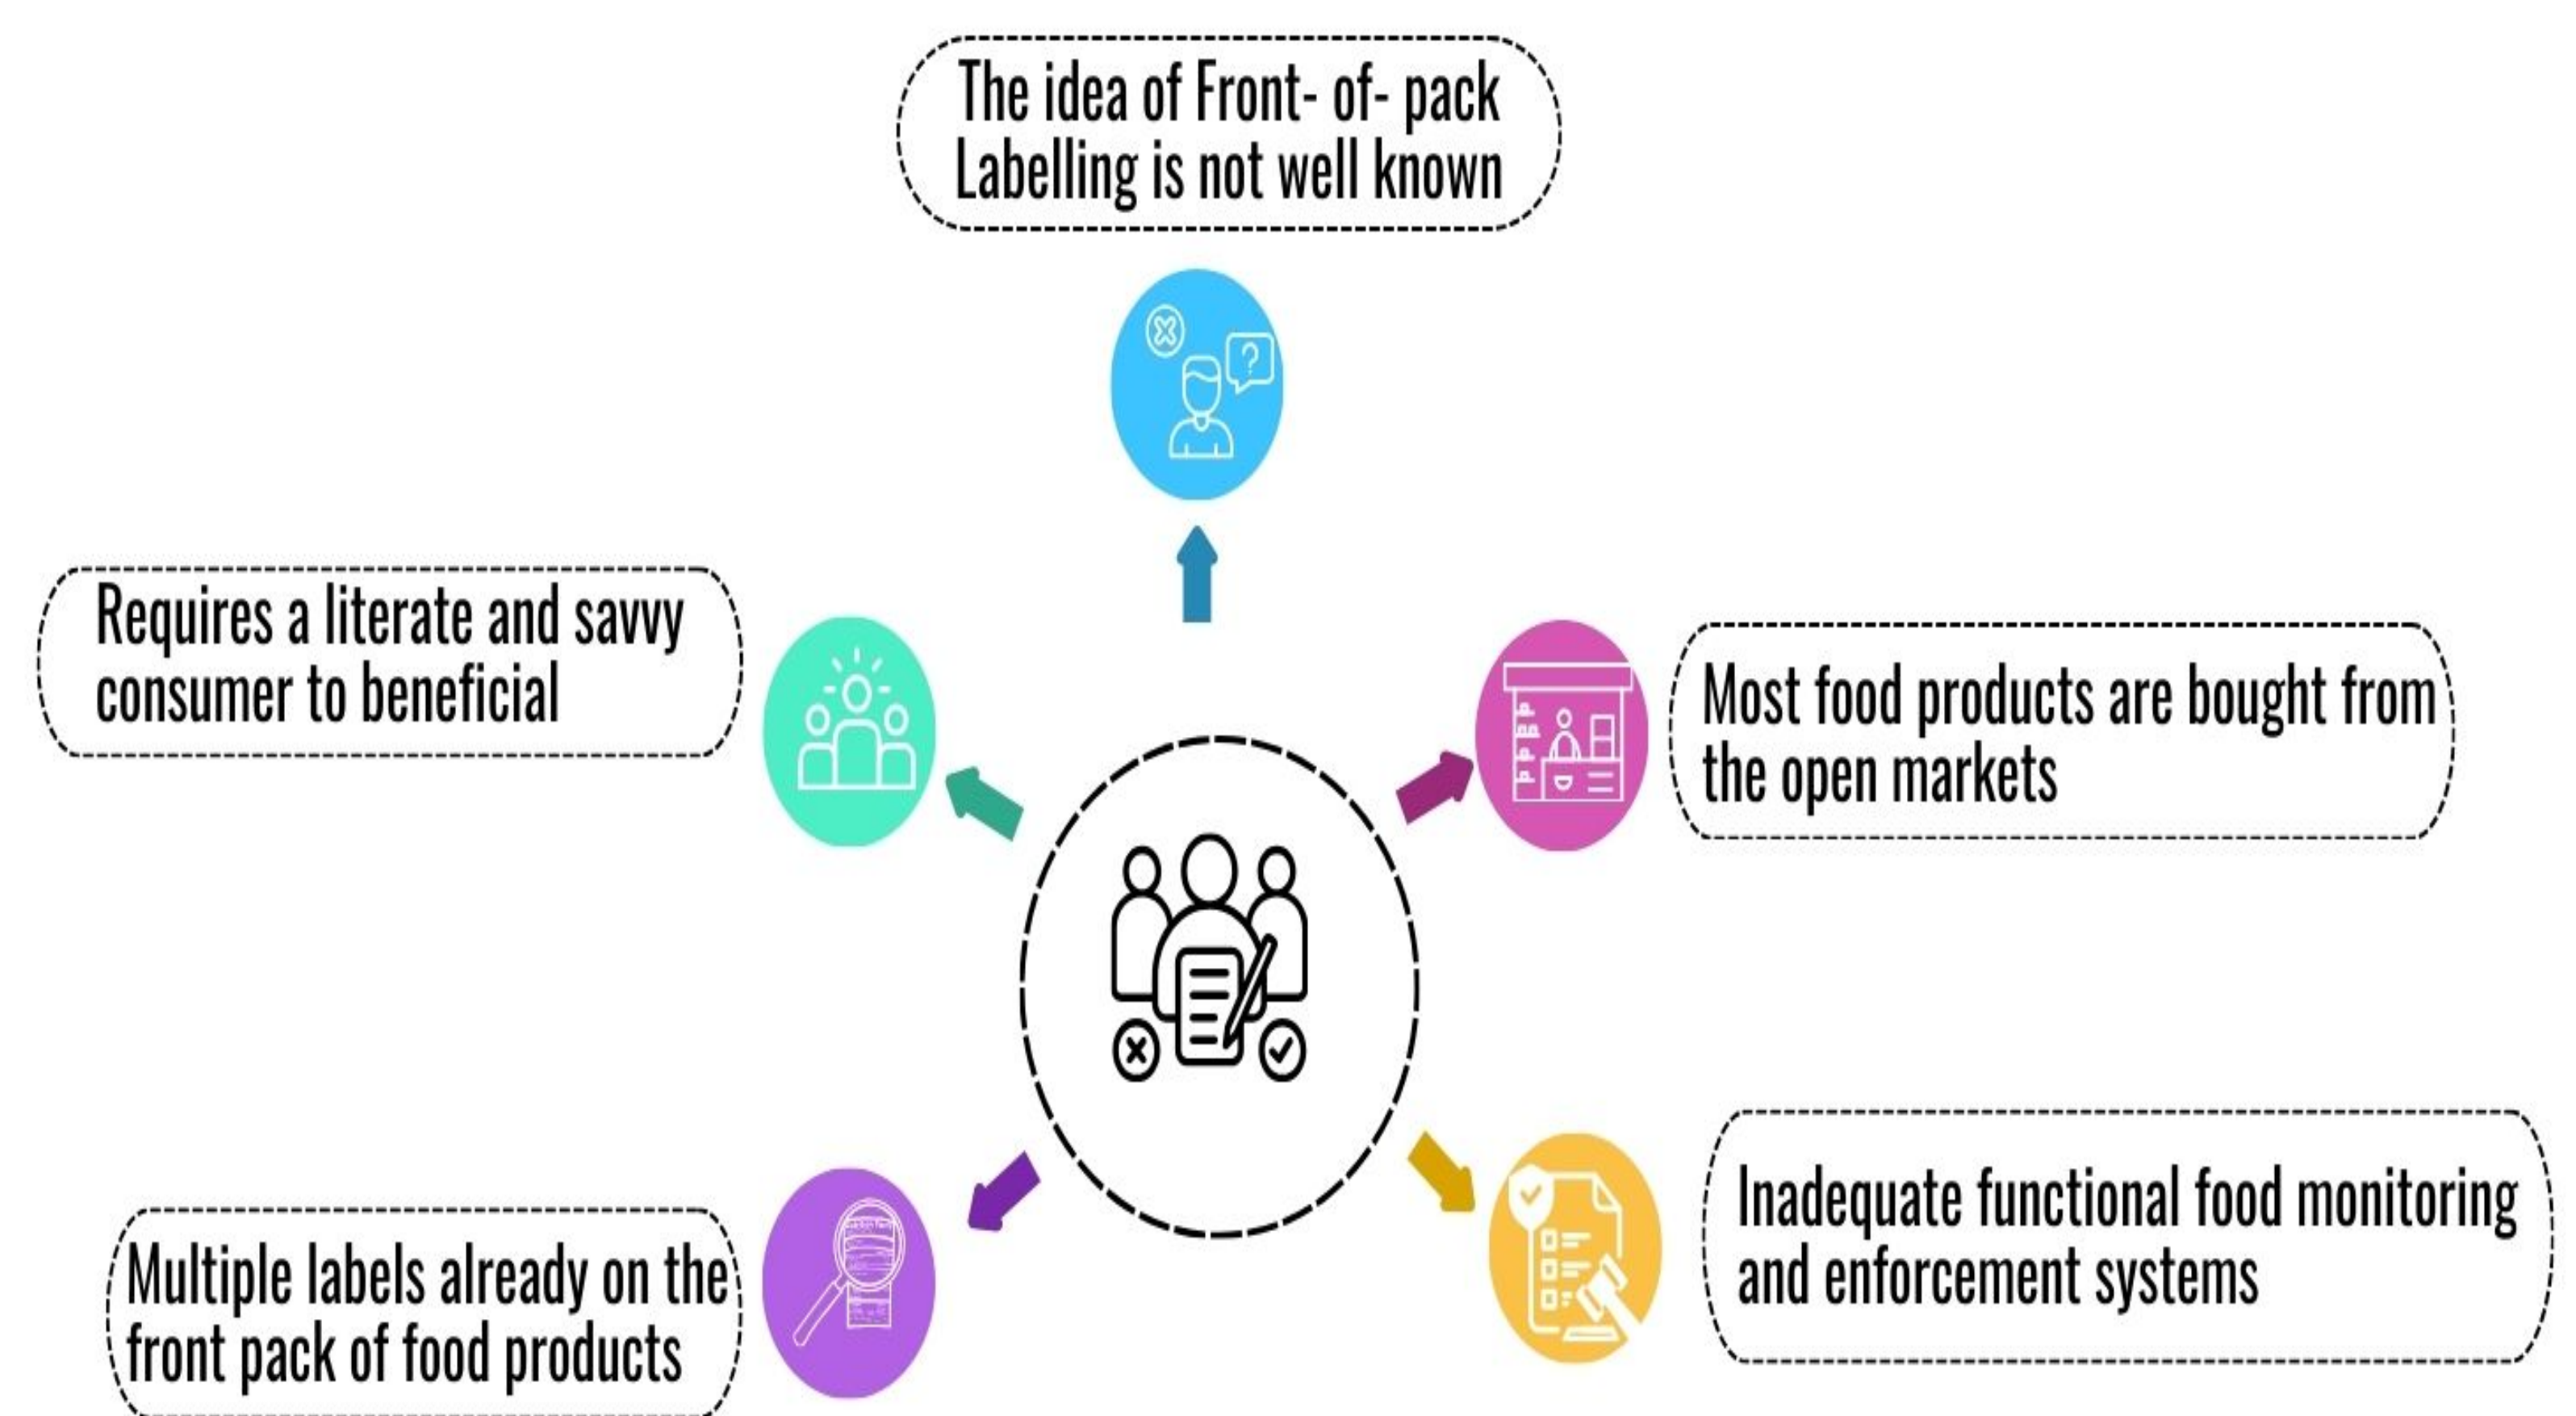 The idea of Front- of- pack
Labelling is not well known
Requires a literate and savvy
consumer to beneficial
Most food products are bought from
the open markets
Multiple labels already on the
front pack of food products
Inadequate functional food monitoring
and enforcement systems
?